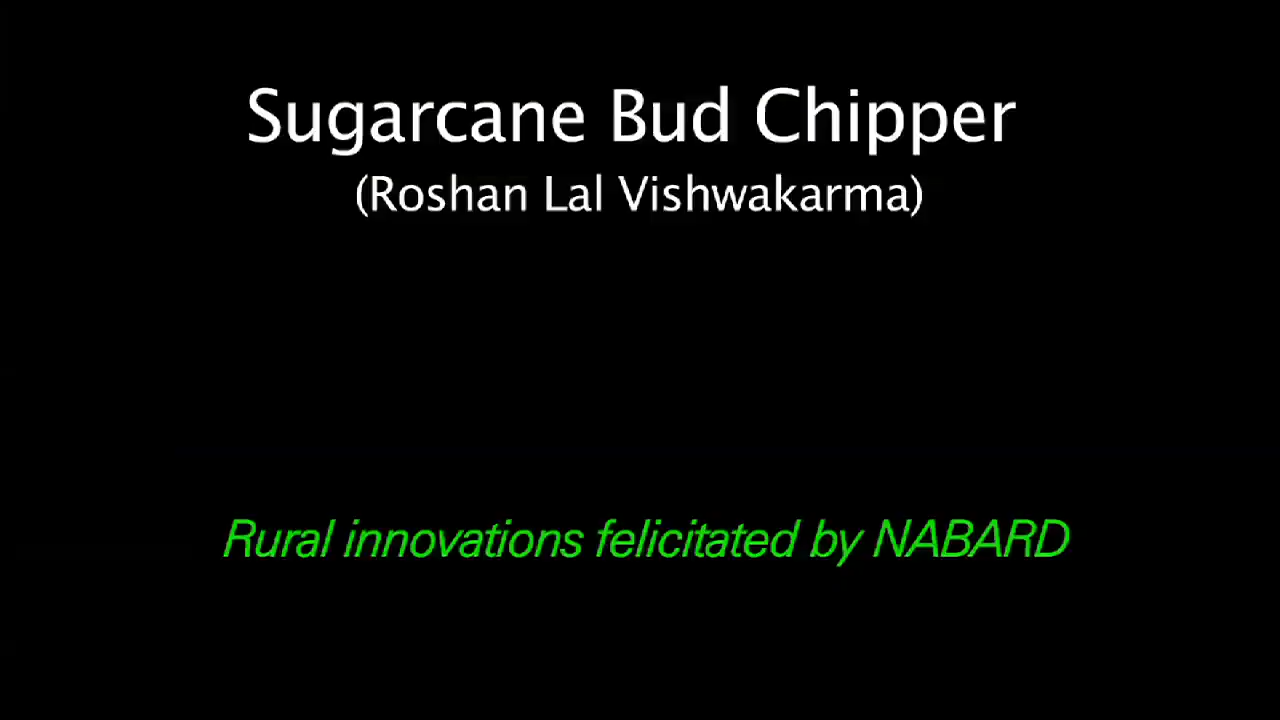 Sugarcane Bud Chipper
(Roshan Lal Vishwakarma)
Rural innovations felicitated by NABARD